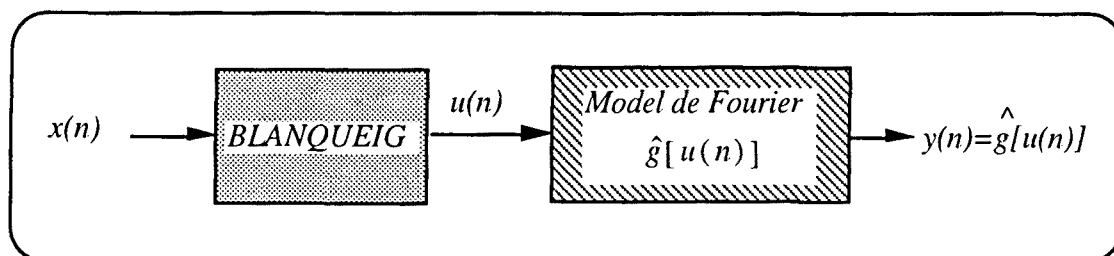 x(n)
BLANQUEIG
u(n)
Model de Fourier
ĝ[u(n)]
y(n)=ĝ[u(n)]